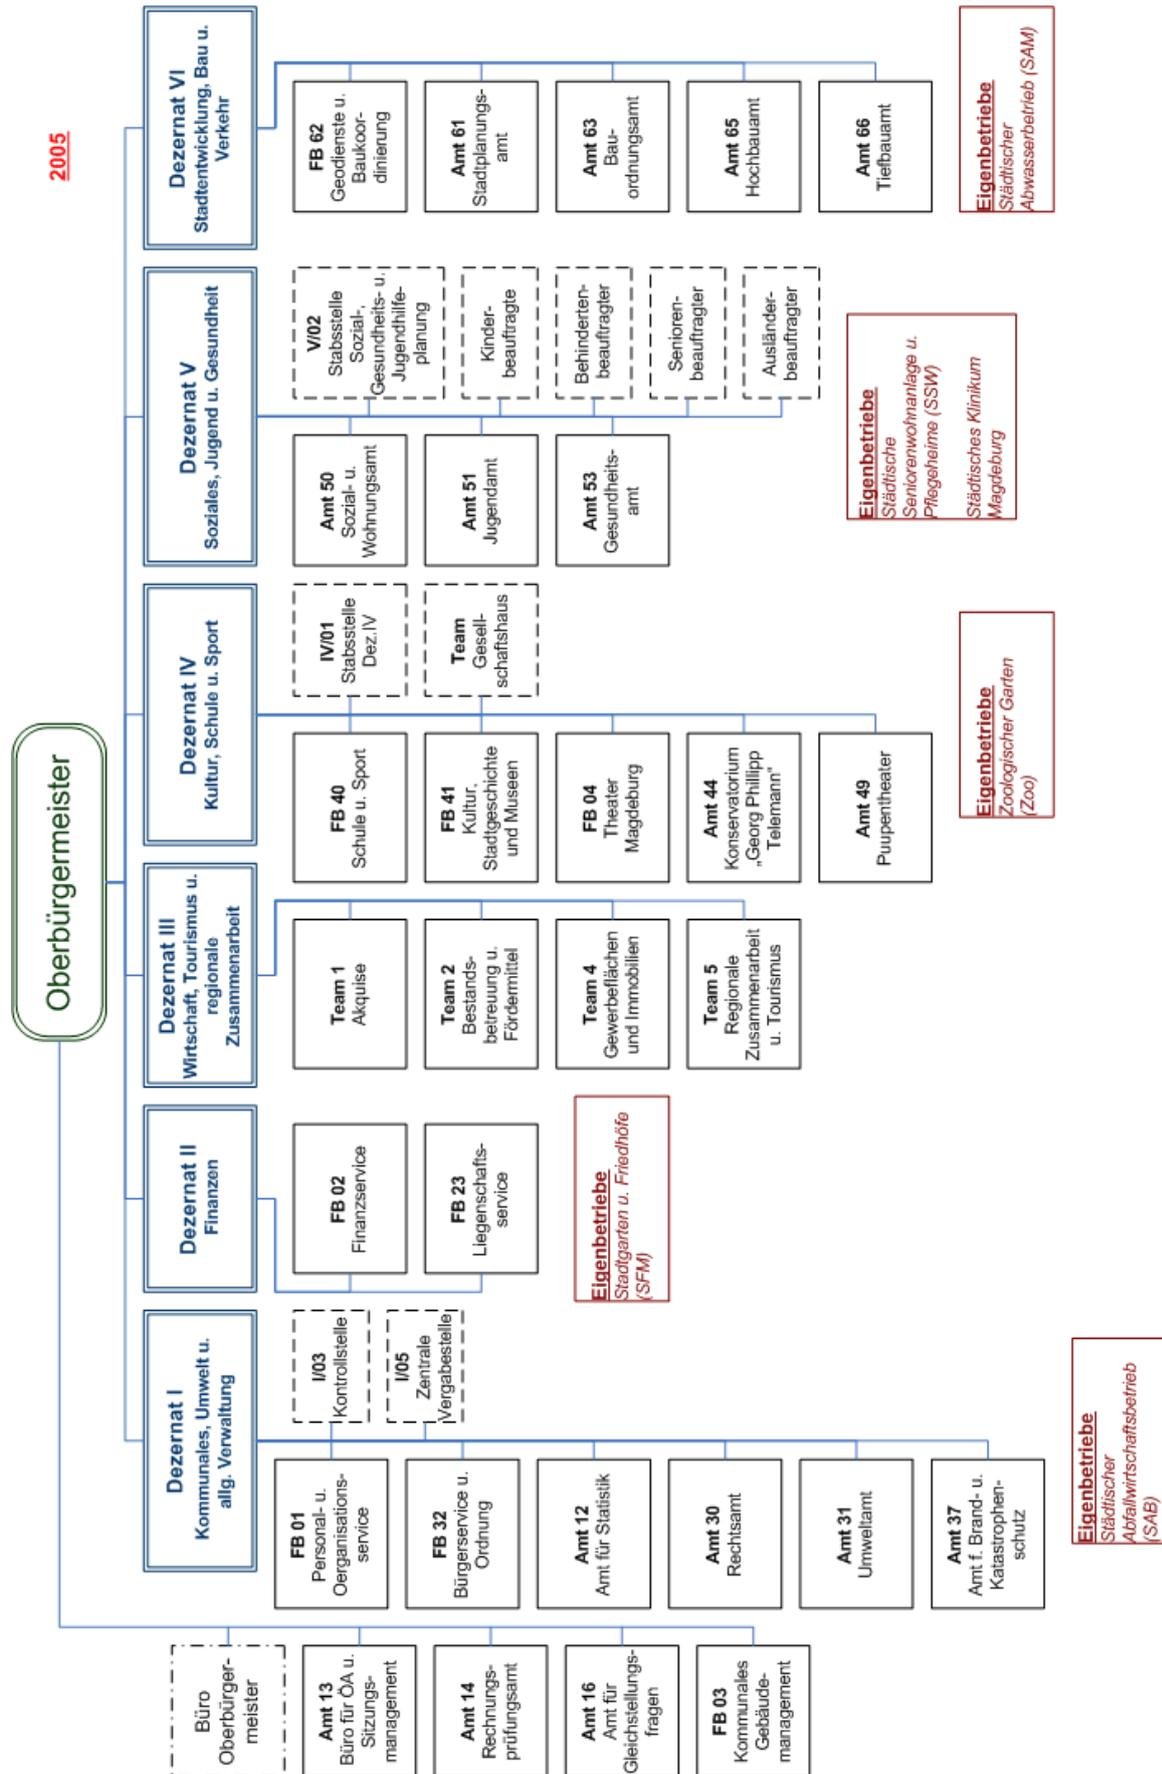 2005
Oberbürgermeister
Büro
Oberbürger-
meister
Amt 13
Büro für ÖA u.
Sitzungs-
management
Amt 14
Rechnungs-
prüfungsamt
Amt 16
Amt für
Gleichstellungs-
fragen
FB 03
Kommunales
Gebäude-
management
Dezernat I
Kommunales, Umwelt u.
allg. Verwaltung
FB 01
Personal- u.
Oerganisations-
service
FB 32
Bürgerservice u.
Ordnung
Amt 12
Amt für Statistik
Amt 30
Rechtsamt
Amt 31
Umweltamt
Amt 37
Amt f. Brand- u.
Katastrophen-
schutz
I/03
Kontrollstelle
I/05
Zentrale
Vergabestelle
Eigenbetriebe
Städtischer
Abfallwirtschaftsbetrieb
(SAB)
Dezernat II
Finanzen
FB 02
Finanzservice
FB 23
Liegenschafts-
service
Eigenbetriebe
Stadtgarten u. Friedhöfe
(SFM)
Dezernat III
Wirtschaft, Tourismus u.
regionale
Zusammenarbeit
Team 1
Akquise
Team 2
Bestands-
betreuung u.
Fördermittel
Team 4
Gewerbeflächen
und Immobilien
Team 5
Regionale
Zusammenarbeit
u. Tourismus
Dezernat IV
Kultur, Schule u. Sport
FB 40
Schule u. Sport
FB 41
Kultur,
Stadtgeschichte
und Museen
FB 04
Theater
Magdeburg
Amt 44
Konservatorium
„Georg Phillipp
Telemann“
Amt 49
Puupentheater
IV/01
Stabsstelle
Dez.IV
Team
Gesell-
schaftshaus
Eigenbetriebe
Zoologischer Garten
(Zoo)
Dezernat V
Soziales, Jugend u. Gesundheit
Amt 50
Sozial- u.
Wohnungsamt
Amt 51
Jugendamt
Amt 53
Gesundheits-
amt
V/02
Stabsstelle
Sozial-,
Gesundheits- u.
Jugendhilfe-
planung
Kinder-
beauftragte
Behinderten-
beauftragter
Senioren-
beauftragter
Ausländer-
beauftragter
Eigenbetriebe
Städtische
Seniorenwohnanlage u.
Pflegeheime (SSW)
Städtisches Klinikum
Magdeburg
Dezernat VI
Stadtentwicklung, Bau u.
Verkehr
FB 62
Geodienste u.
Baukoor-
dinierung
Amt 61
Stadtplanungs-
amt
Amt 63
Bau-
ordnungsamt
Amt 65
Hochbauamt
Amt 66
Tiefbauamt
Eigenbetriebe
Städtischer
Abwasserbetrieb (SAM)